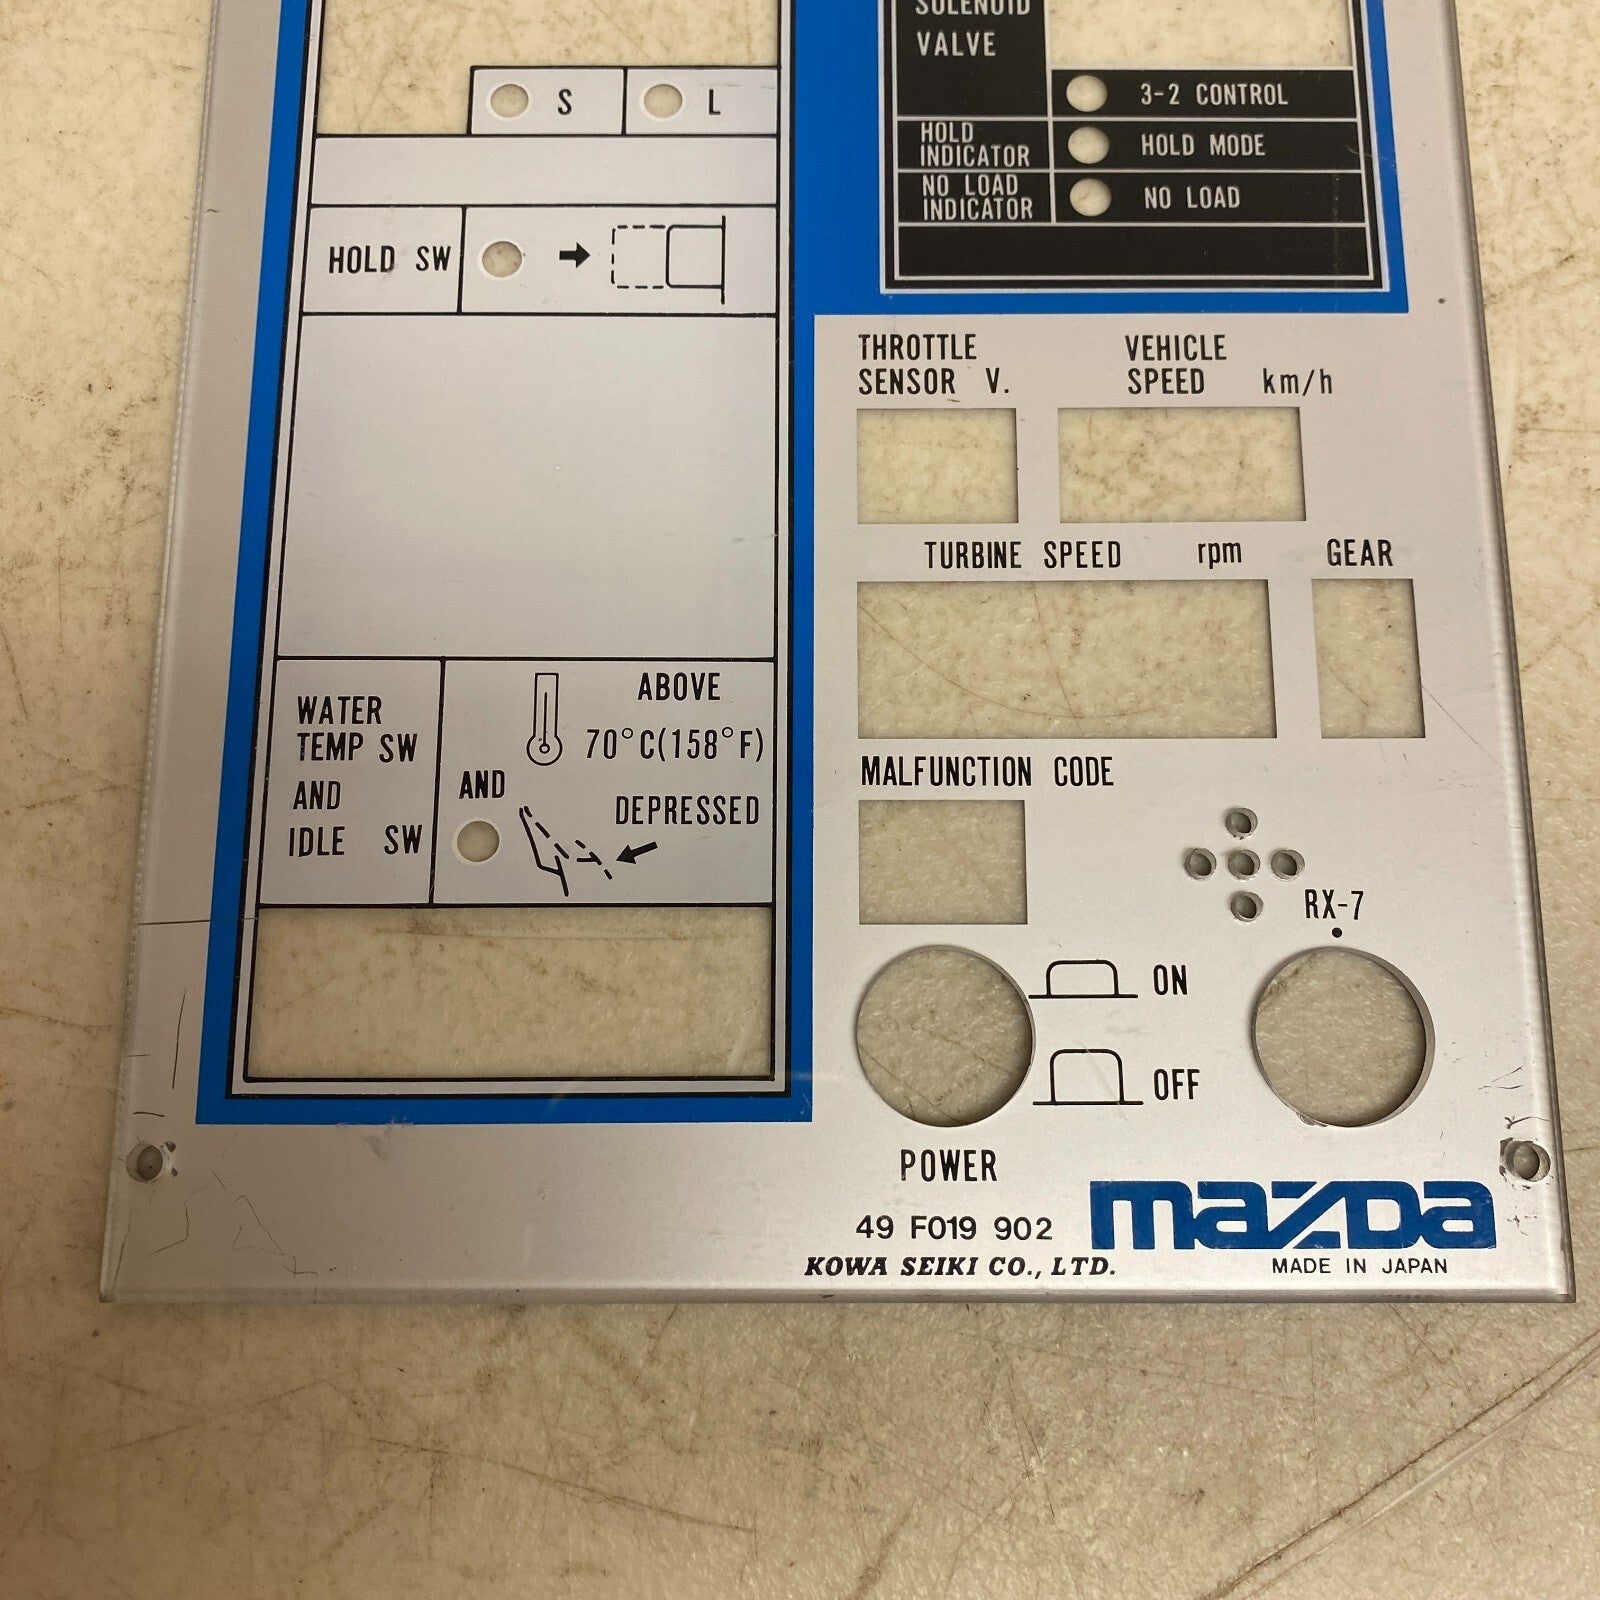 S L
HOLD SW
WATER
TEMP SW
AND
IDLE SW
ABOVE
70°C(158°F)
AND
DEPRESSED
SOLENOID
VALVE
3-2 CONTROL
HOLD
INDICATOR
HOLD MODE
NO LOAD
INDICATOR
NO LOAD
THROTTLE
SENSOR V.
VEHICLE
SPEED km/h
TURBINE SPEED rpm
GEAR
MALFUNCTION CODE
RX-7
ON
OFF
POWER
49 F019 902
KOWA SEIKI CO., LTD.
mazda
MADE IN JAPAN